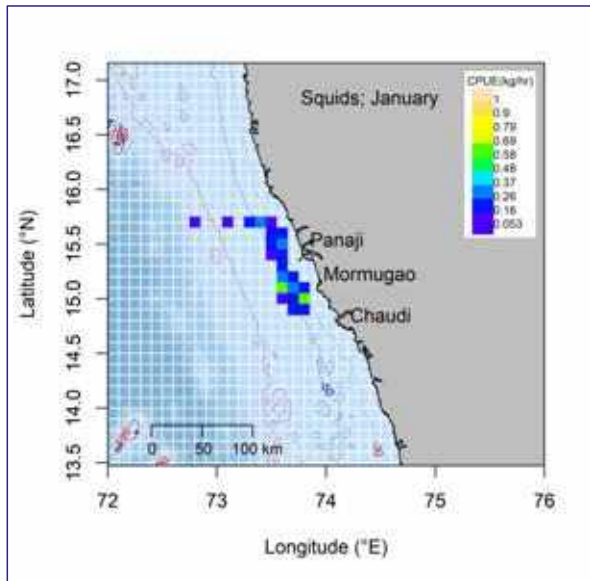 CPUE(kg/hr)
Squids; January
1
0.9
0.79
0.69
0.58
0.48
0.37
0.26
0.16
0.053
17.0
16.5
16.0
15.5
15.0
14.5
14.0
13.5
Latitude (°N)
Panaji
Mormugao
Chaudi
0 50 100 km
72 73 74 75 76
Longitude (°E)